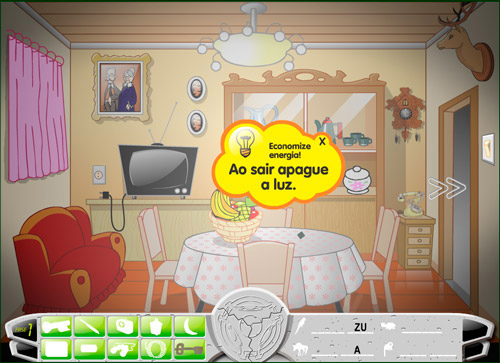 Economize
energia!
X
Ao sair apague
a luz.
ZU
A